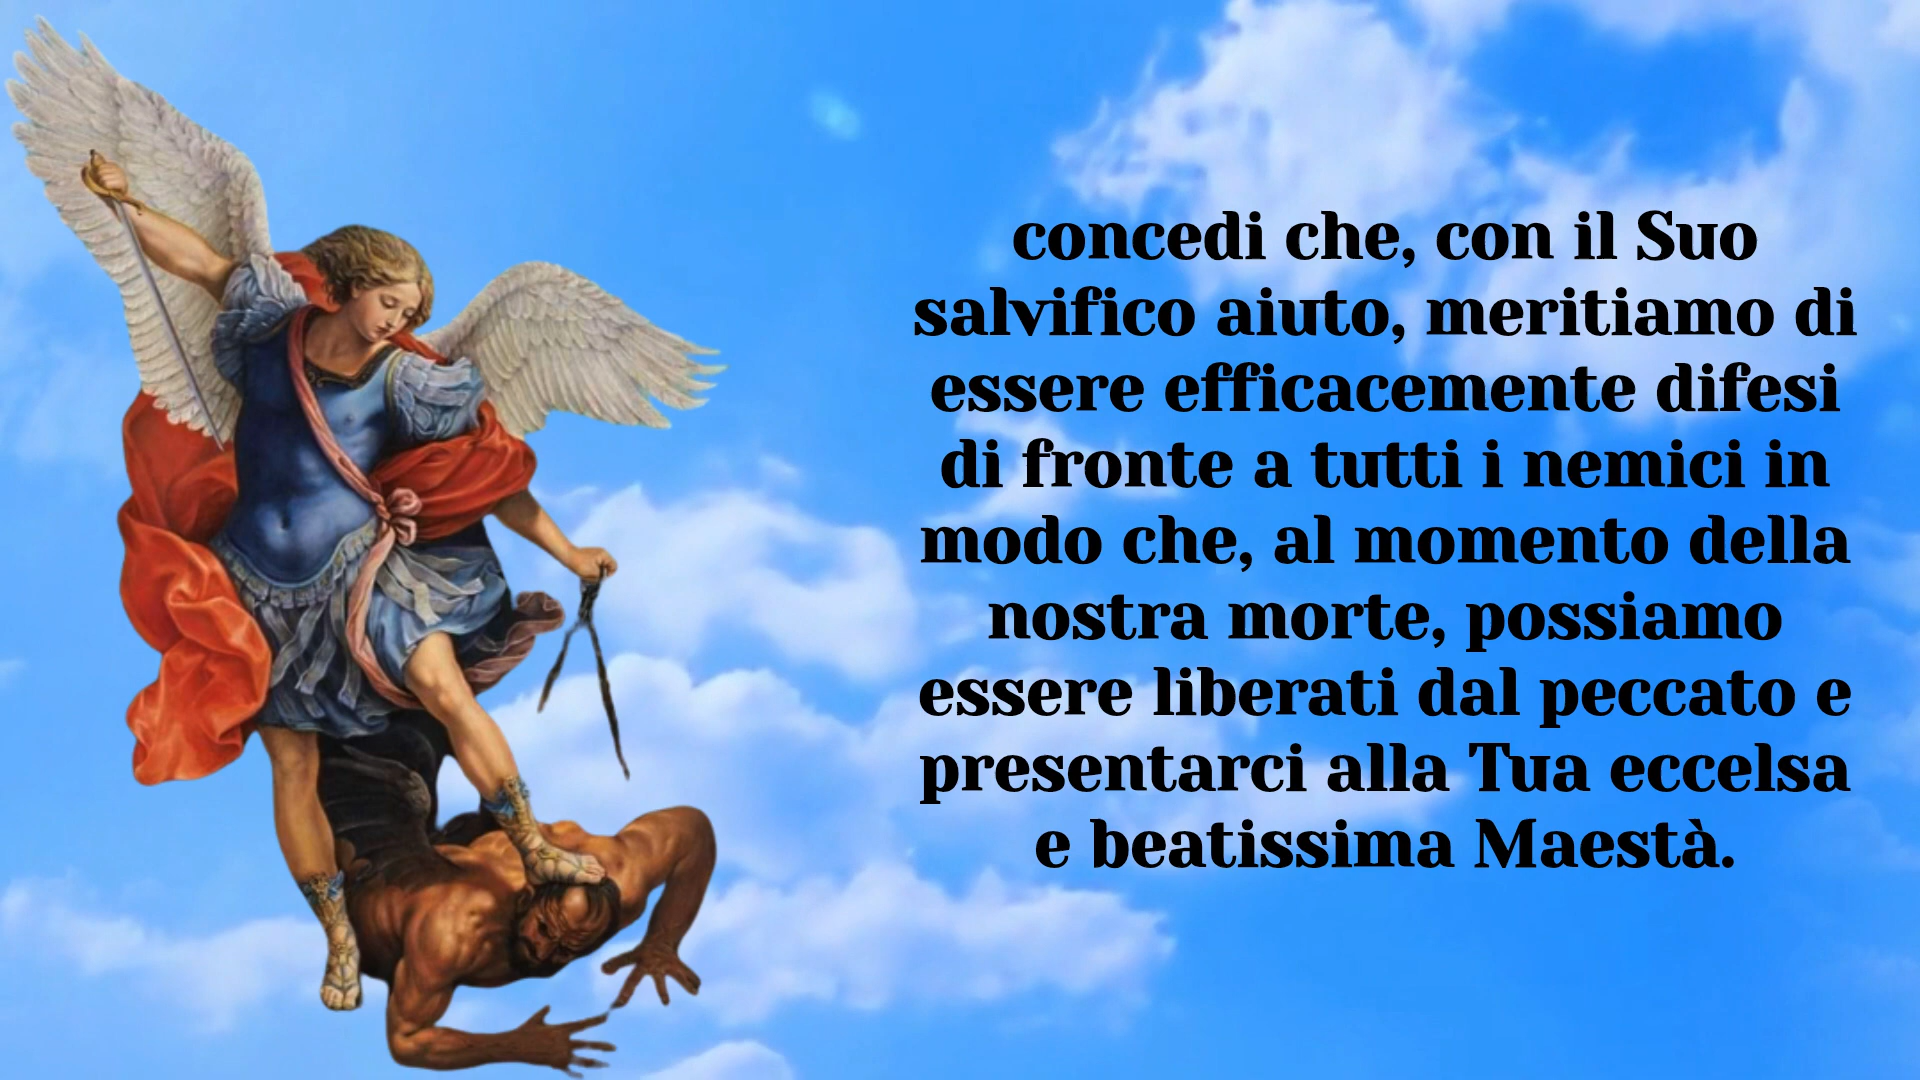 concedi che, con il Suo
salvifico aiuto, meritiamo di
essere efficacemente difesi
di fronte a tutti i nemici in
modo che, al momento della
nostra morte, possiamo
essere liberati dal peccato e
presentarci alla Tua eccelsa
e beatissima Maestà.